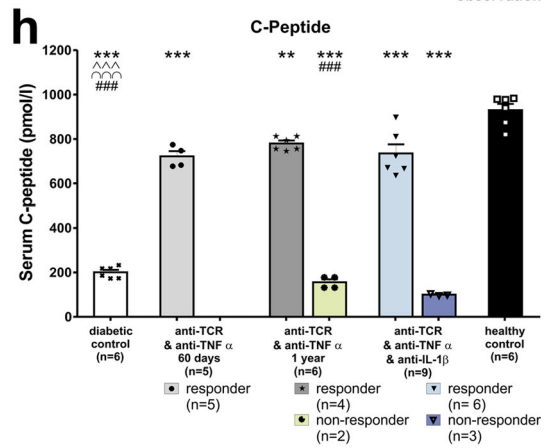 h
C-Peptide
Serum C-peptide (pmol/l)
1200
1000
800
600
400
200
0
*** *** ** *** *** ***
^^^
∩∩∩
### ###
diabetic
control
(n=6)
anti-TCR
& anti-TNF α
60 days
(n=5)
anti-TCR
& anti-TNF α
1 year
(n=6)
anti-TCR
& anti-TNF α
& anti-IL-1β
(n=9)
healthy
control
(n=6)
responder
(n=5)
responder
(n=4)
non-responder
(n=2)
responder
(n= 6)
non-responder
(n=3)